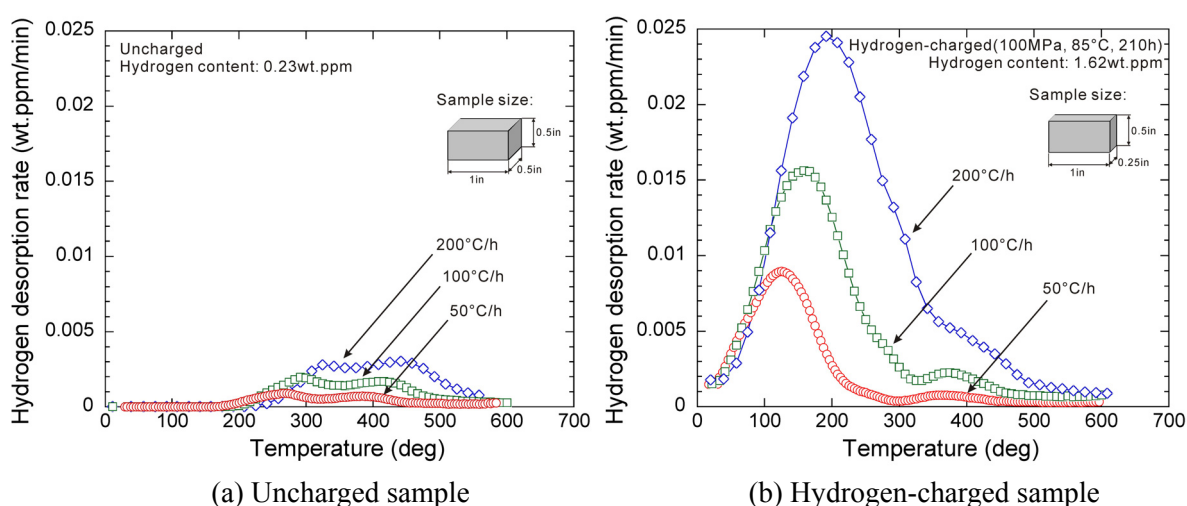 Hydrogen desorption rate (wt.ppm/min)
0.025
0.02
0.015
0.01
0.005
0
Uncharged
Hydrogen content: 0.23wt.ppm
Sample size:
0.5in
0.5in
1in
200°C/h
100°C/h
50°C/h
0 100 200 300 400 500 600 700
Temperature (deg)
(a) Uncharged sample
Hydrogen desorption rate (wt.ppm/min)
0.025
0.02
0.015
0.01
0.005
0
Hydrogen-charged(100MPa, 85°C, 210h)
Hydrogen content: 1.62wt.ppm
Sample size:
0.5in
0.25in
1in
200°C/h
100°C/h
50°C/h
0 100 200 300 400 500 600 700
Temperature (deg)
(b) Hydrogen-charged sample